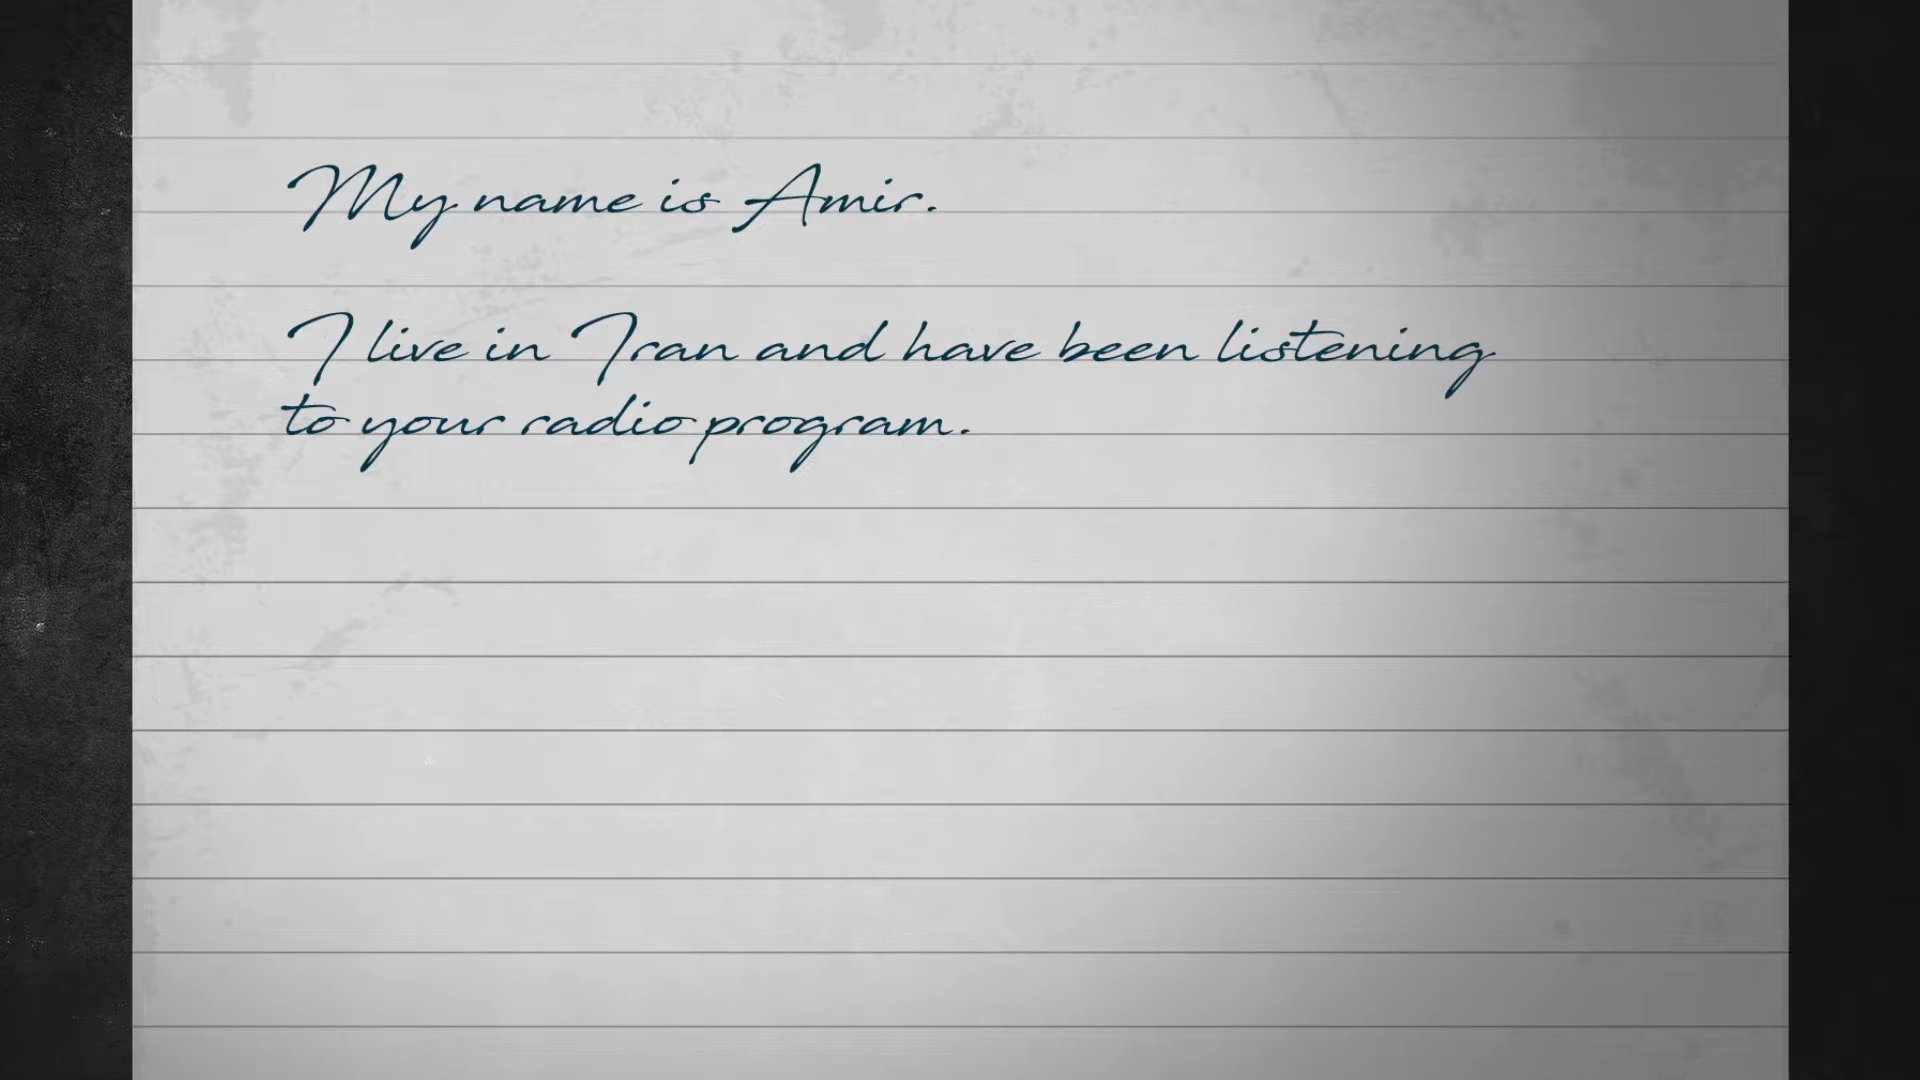 My name is Amir.
I live in Iran and have been listening
to your radio program.